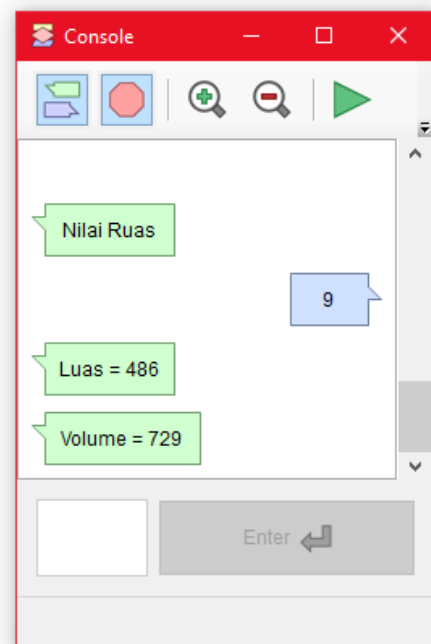 Console
Nilai Ruas
9
Luas = 486
Volume = 729
Enter